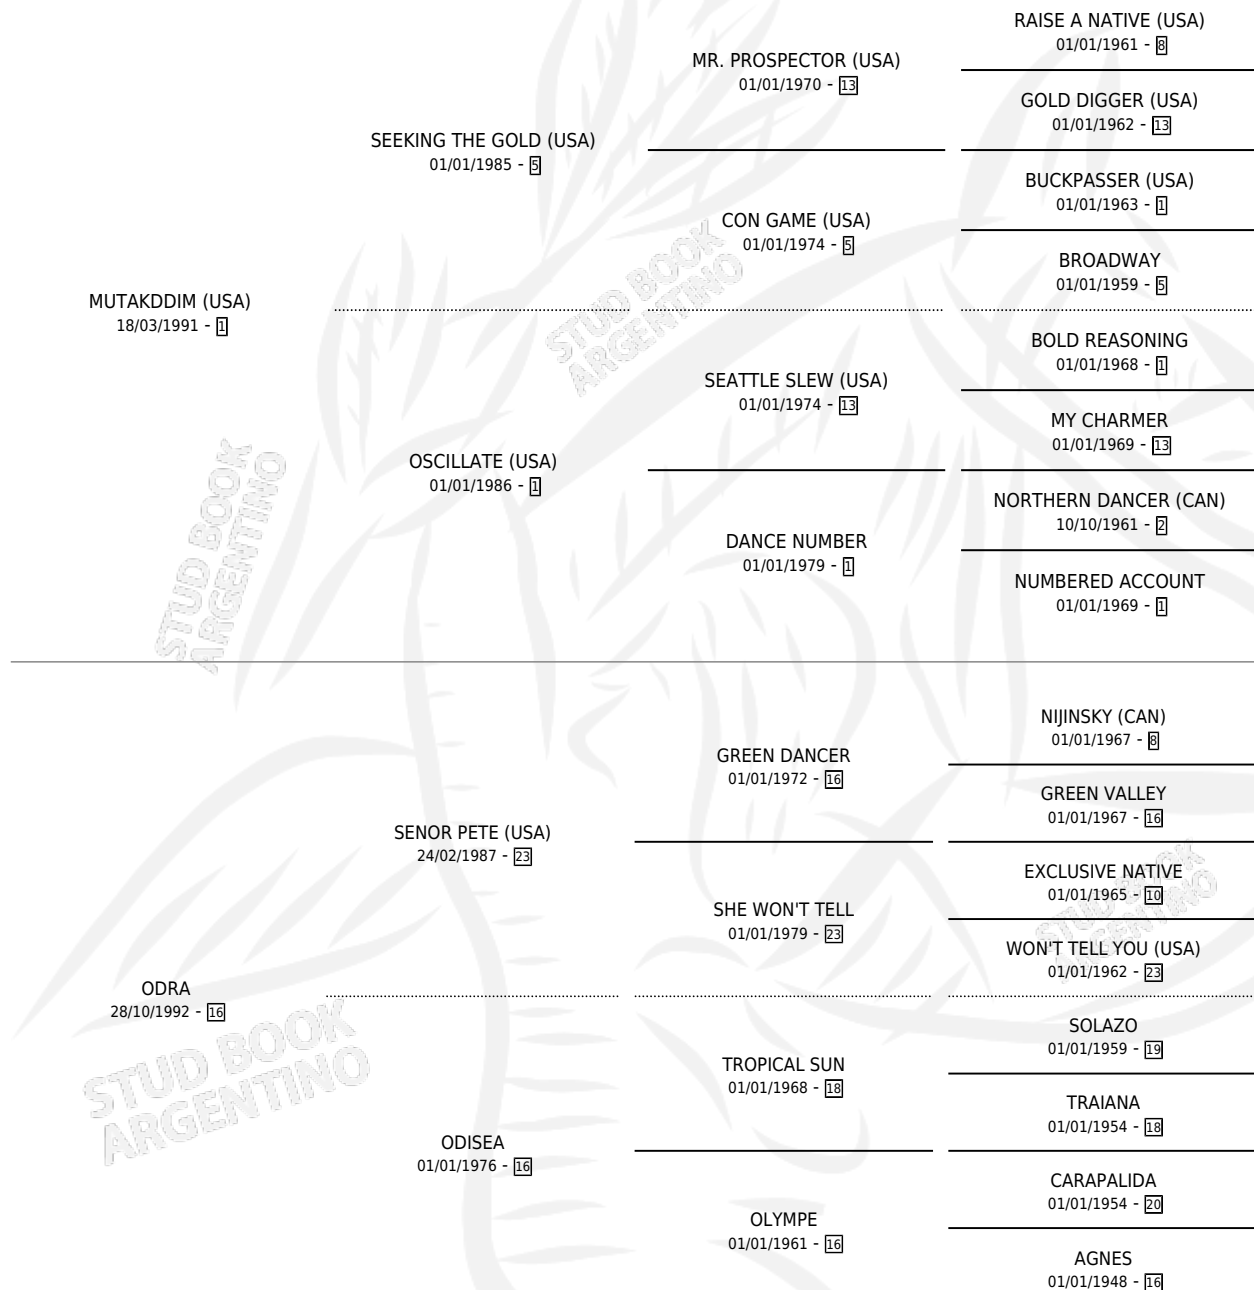 RAISE A NATIVE (USA)
01/01/1961 - 8
MR. PROSPECTOR (USA)
01/01/1970 - 13
GOLD DIGGER (USA)
01/01/1962 - 13
SEEKING THE GOLD (USA)
01/01/1985 - 5
BUCKPASSER (USA)
01/01/1963 - 1
CON GAME (USA)
01/01/1974 - 5
BROADWAY
01/01/1959 - 5
MUTAKDDIM (USA)
18/03/1991 - 1
BOLD REASONING
01/01/1968 - 1
SEATTLE SLEW (USA)
01/01/1974 - 13
MY CHARMER
01/01/1969 - 13
OSCILLATE (USA)
01/01/1986 - 1
NORTHERN DANCER (CAN)
10/10/1961 - 2
DANCE NUMBER
01/01/1979 - 1
NUMBERED ACCOUNT
01/01/1969 - 1
NIJINSKY (CAN)
01/01/1967 - 8
GREEN DANCER
01/01/1972 - 16
GREEN VALLEY
01/01/1967 - 16
SENOR PETE (USA)
24/02/1987 - 23
EXCLUSIVE NATIVE
01/01/1965 - 10
SHE WON'T TELL
01/01/1979 - 23
WON'T TELL YOU (USA)
01/01/1962 - 23
ODRA
28/10/1992 - 16
SOLAZO
01/01/1959 - 19
TROPICAL SUN
01/01/1968 - 18
TRAIANA
01/01/1954 - 18
ODISEA
01/01/1976 - 16
CARAPALIDA
01/01/1954 - 20
OLYMPE
01/01/1961 - 16
AGNES
01/01/1948 - 16
STUD BOOK
ARGENTINO
STUD BOOK
ARGENTINO
STUD BOOK
ARGENTINO
STUD BOOK
ARGENTINO